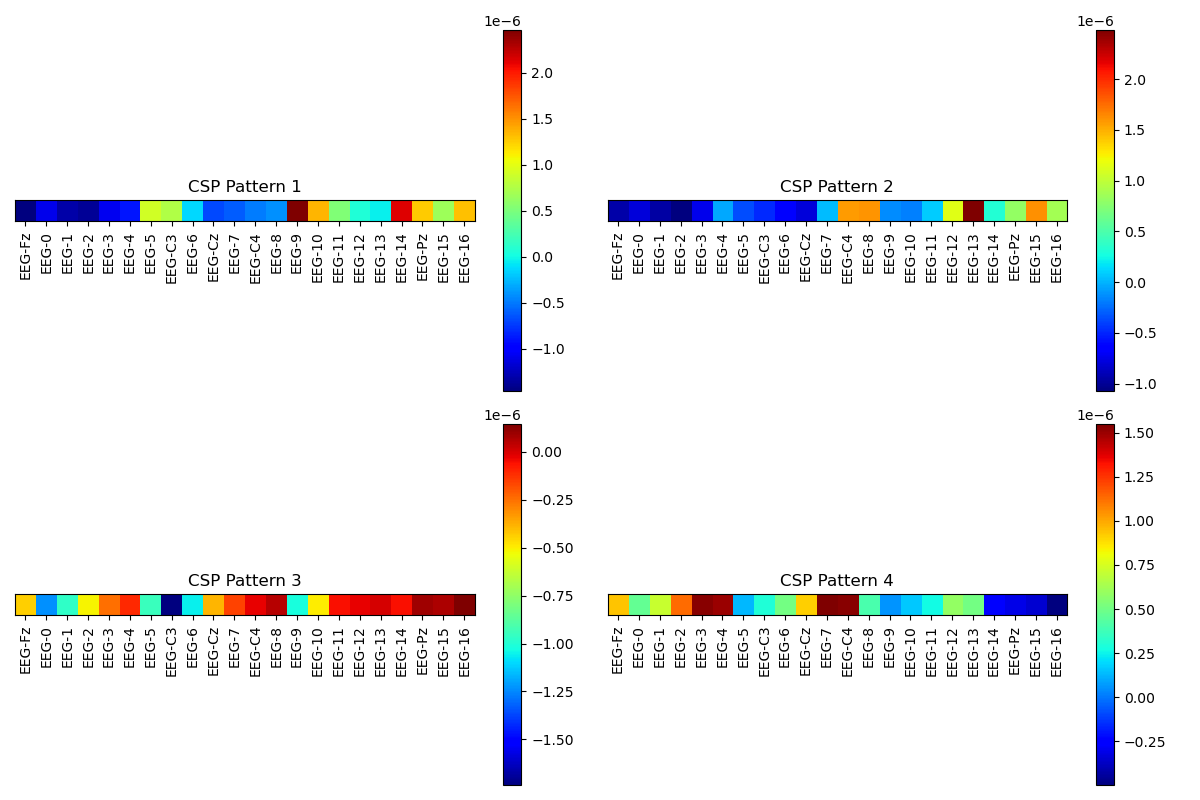 1e−6
CSP Pattern 1
2.0
1.5
1.0
0.5
0.0
−0.5
−1.0
EEG-Fz
EEG-0
EEG-1
EEG-2
EEG-3
EEG-4
EEG-5
EEG-C3
EEG-6
EEG-Cz
EEG-7
EEG-C4
EEG-8
EEG-9
EEG-10
EEG-11
EEG-12
EEG-13
EEG-14
EEG-Pz
EEG-15
EEG-16
1e−6
CSP Pattern 2
2.0
1.5
1.0
0.5
0.0
−0.5
−1.0
EEG-Fz
EEG-0
EEG-1
EEG-2
EEG-3
EEG-4
EEG-5
EEG-C3
EEG-6
EEG-Cz
EEG-7
EEG-C4
EEG-8
EEG-9
EEG-10
EEG-11
EEG-12
EEG-13
EEG-14
EEG-Pz
EEG-15
EEG-16
1e−6
CSP Pattern 3
0.00
−0.25
−0.50
−0.75
−1.00
−1.25
−1.50
EEG-Fz
EEG-0
EEG-1
EEG-2
EEG-3
EEG-4
EEG-5
EEG-C3
EEG-6
EEG-Cz
EEG-7
EEG-C4
EEG-8
EEG-9
EEG-10
EEG-11
EEG-12
EEG-13
EEG-14
EEG-Pz
EEG-15
EEG-16
1e−6
CSP Pattern 4
1.50
1.25
1.00
0.75
0.50
0.25
0.00
−0.25
EEG-Fz
EEG-0
EEG-1
EEG-2
EEG-3
EEG-4
EEG-5
EEG-C3
EEG-6
EEG-Cz
EEG-7
EEG-C4
EEG-8
EEG-9
EEG-10
EEG-11
EEG-12
EEG-13
EEG-14
EEG-Pz
EEG-15
EEG-16